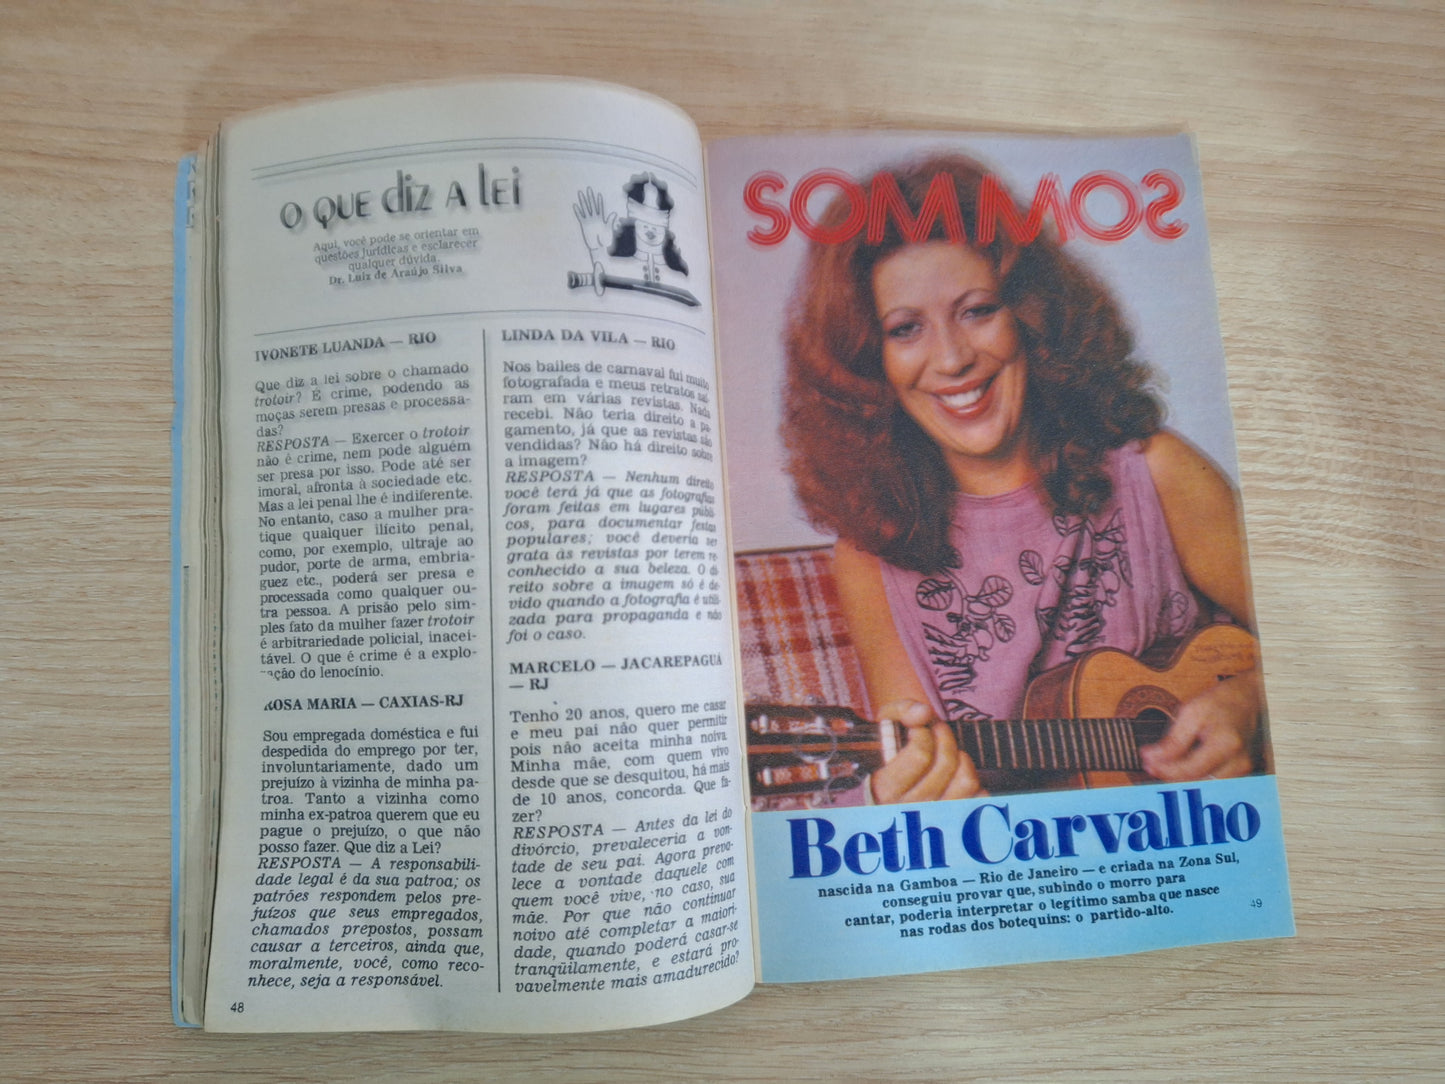 O QUE diz A LEI
Aqui, você pode se orientar em
questões jurídicas e esclarecer
qualquer dúvida.
Dr. Luiz de Araújo Silva
IVONETE LUANDA — RIO
Que diz a lei sobre o chamado
trotoir? É crime, podendo as
moças serem presas e processa-
das?
RESPOSTA — Exercer o trotoir
não é crime, nem pode alguém
ser presa por isso. Pode até ser
imoral, afronta à sociedade etc.
Mas a lei penal lhe é indiferente.
No entanto, caso a mulher pra-
tique qualquer ilícito penal,
como, por exemplo, ultraje ao
pudor, porte de arma, embria-
guez etc., poderá ser presa e
processada como qualquer ou-
tra pessoa. A prisão pelo sim-
ples fato da mulher fazer trotoir
é arbitrariedade policial, inacei-
tável. O que é crime é a explo-
ração do lenocínio.
ROSA MARIA — CAXIAS-RJ
Sou empregada doméstica e fui
despedida do emprego por ter,
involuntariamente, dado um
prejuízo à vizinha de minha pa-
troa. Tanto a vizinha como
minha ex-patroa querem que eu
pague o prejuízo, o que não
posso fazer. Que diz a Lei?
RESPOSTA — A responsabili-
dade legal é da sua patroa; os
patrões respondem pelos pre-
juízos que seus empregados,
chamados prepostos, possam
causar a terceiros, ainda que,
moralmente, você, como reco-
nhece, seja a responsável.
48
LINDA DA VILA — RIO
Nos bailes de carnaval fui muito
fotografada e meus retratos saí-
ram em várias revistas. Nada
recebi. Não teria direito a pa-
gamento, já que as revistas são
vendidas? Não há direito sobre
a imagem?
RESPOSTA — Nenhum direito
você terá já que as fotografias
foram feitas em lugares públi-
cos, para documentar festas
populares; você deveria ser
grata às revistas por terem re-
conhecido a sua beleza. O di-
reito sobre a imagem só é de-
vido quando a fotografia é utili-
zada para propaganda e não
foi o caso.
MARCELO — JACAREPAGUÁ
— RJ
Tenho 20 anos, quero me casar
e meu pai não quer permitir
pois não aceita minha noiva
Minha mãe, com quem vivo
desde que se desquitou, há mais
de 10 anos, concorda. Que fa-
zer?
RESPOSTA — Antes da lei do
divórcio, prevaleceria a von-
tade de seu pai. Agora preva-
lece a vontade daquele com
quem você vive, no caso, sua
mãe. Por que não continuar
noivo até completar a maiori-
dade, quando poderá casar-se
tranqüilamente, e estará pro-
vavelmente mais amadurecido?
SOMMOS
Beth Carvalho
nascida na Gamboa — Rio de Janeiro — e criada na Zona Sul,
conseguiu provar que, subindo o morro para
cantar, poderia interpretar o legítimo samba que nasce
nas rodas dos botequins: o partido-alto.
49